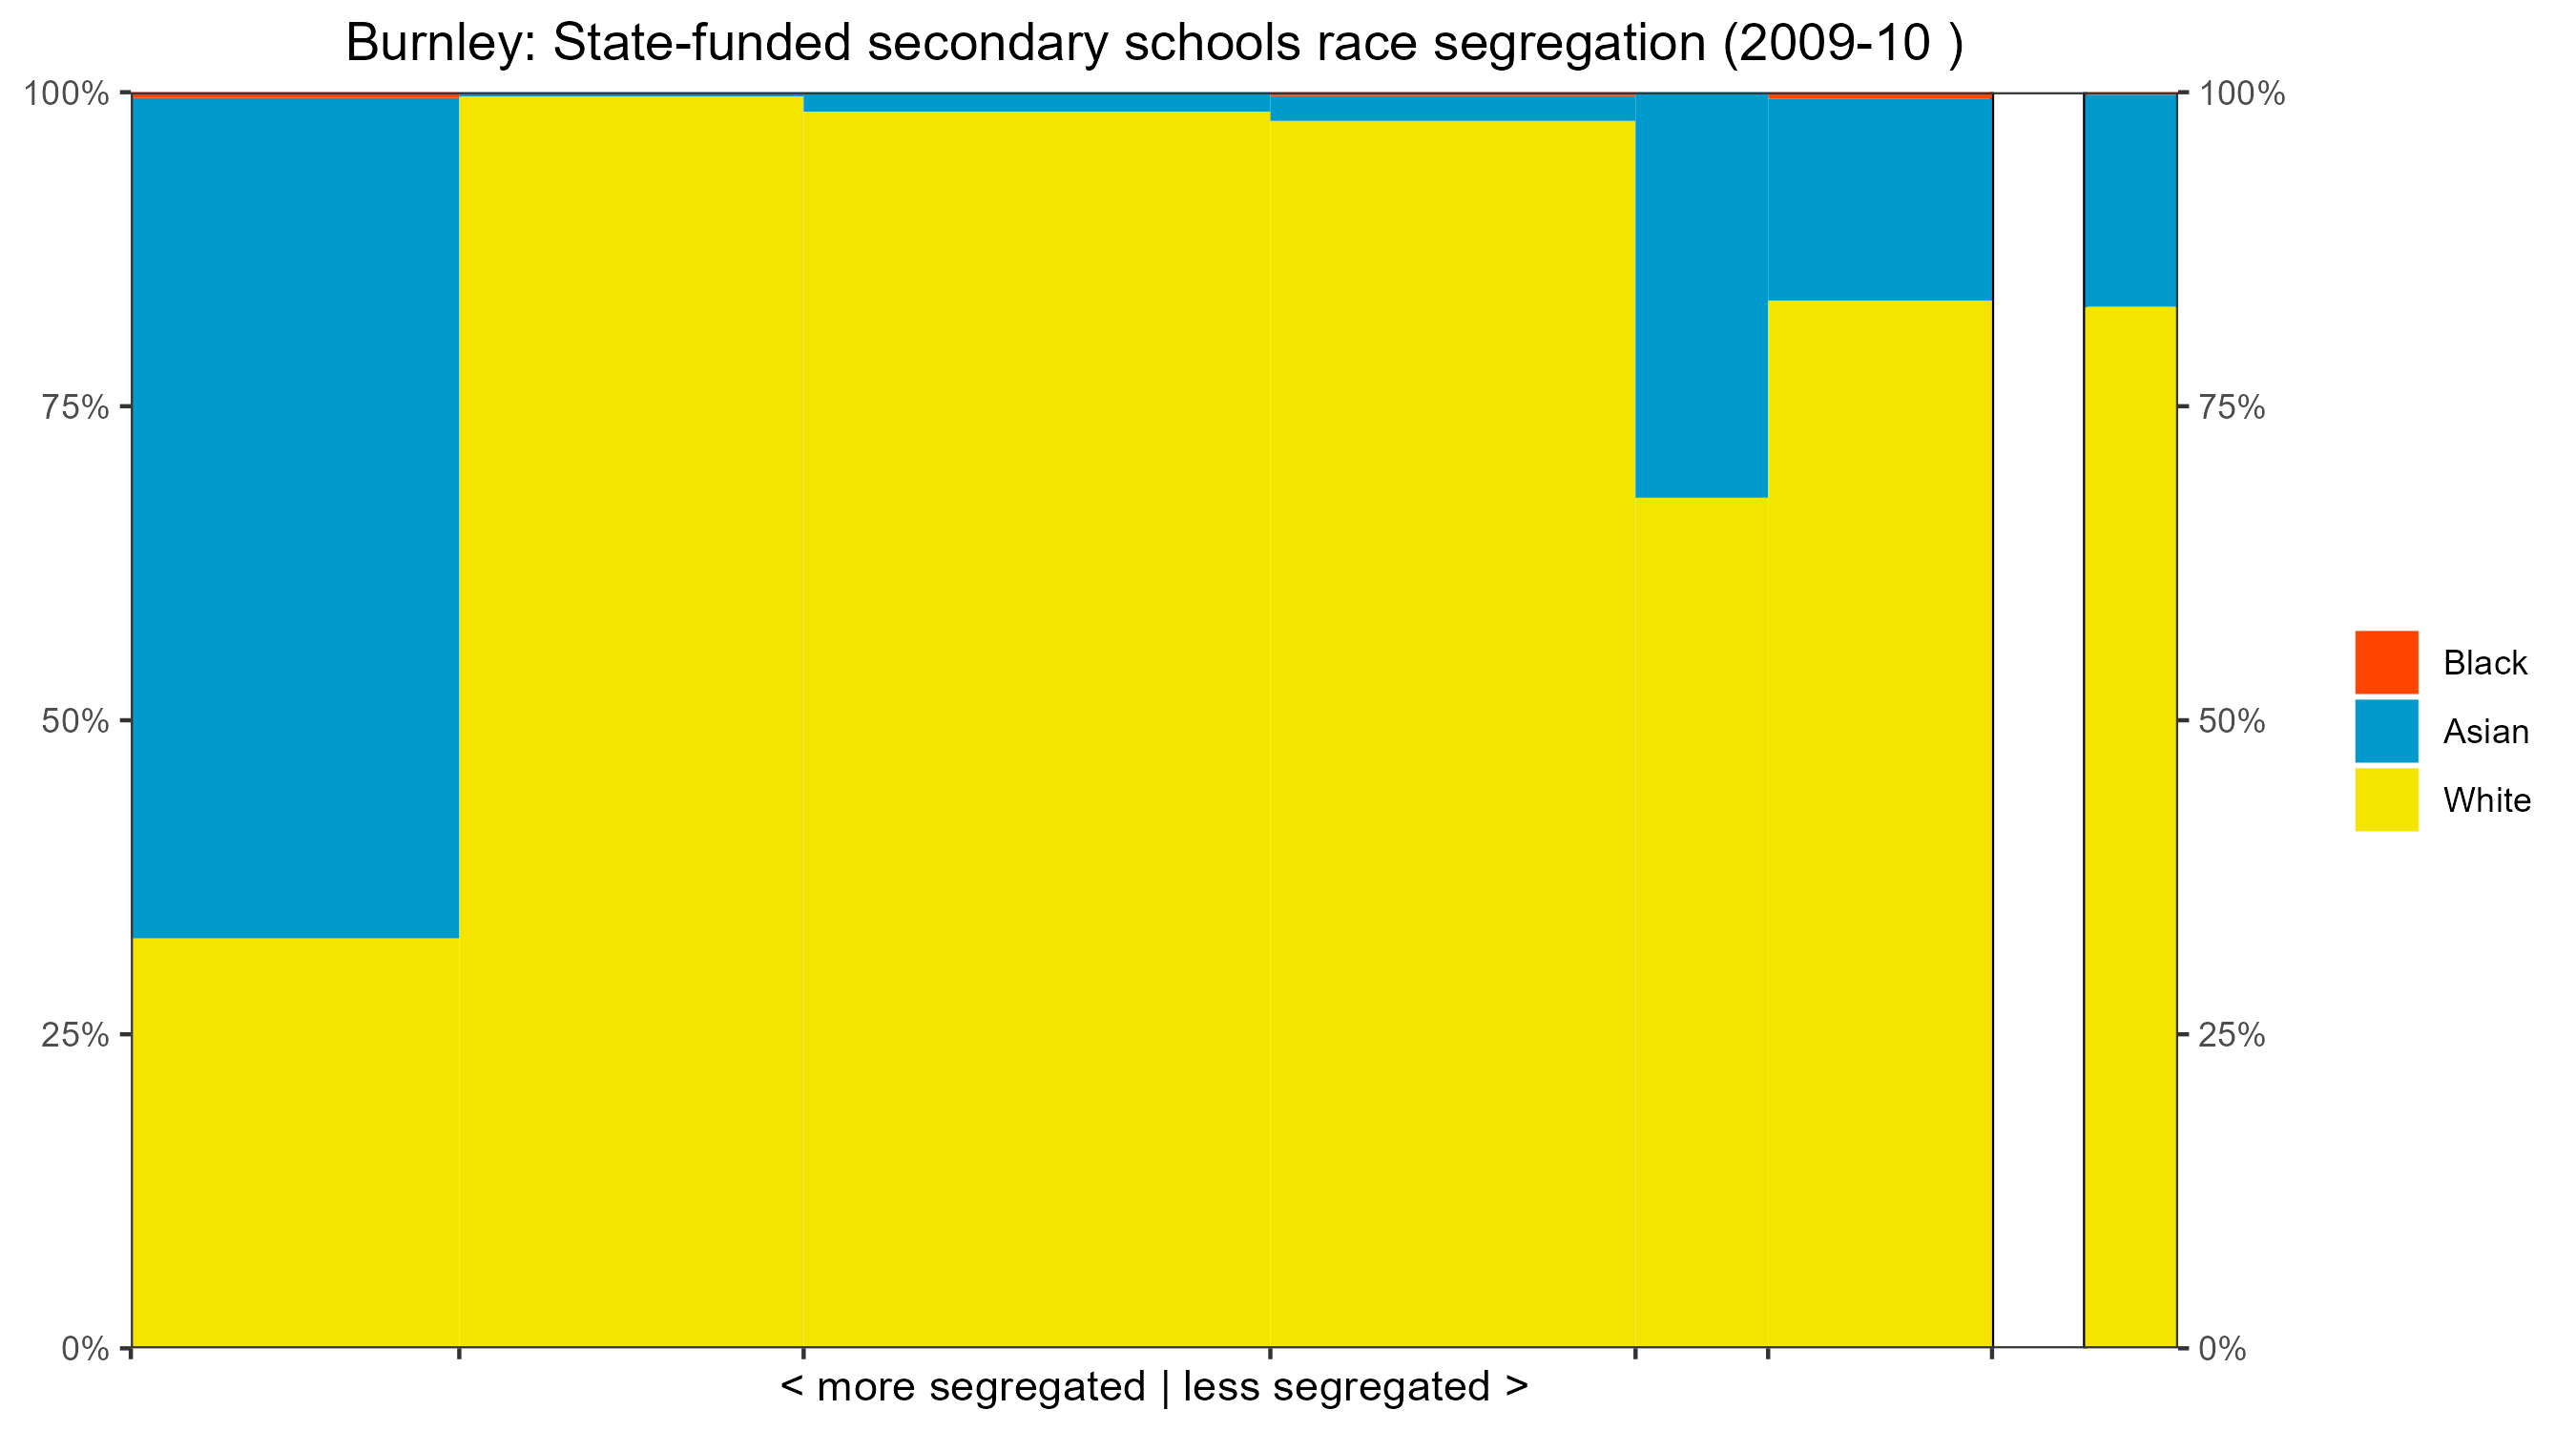 Burnley: State-funded secondary schools race segregation (2009-10 )
100%
75%
50%
25%
0%
100%
75%
50%
25%
0%
< more segregated | less segregated >
Black
Asian
White